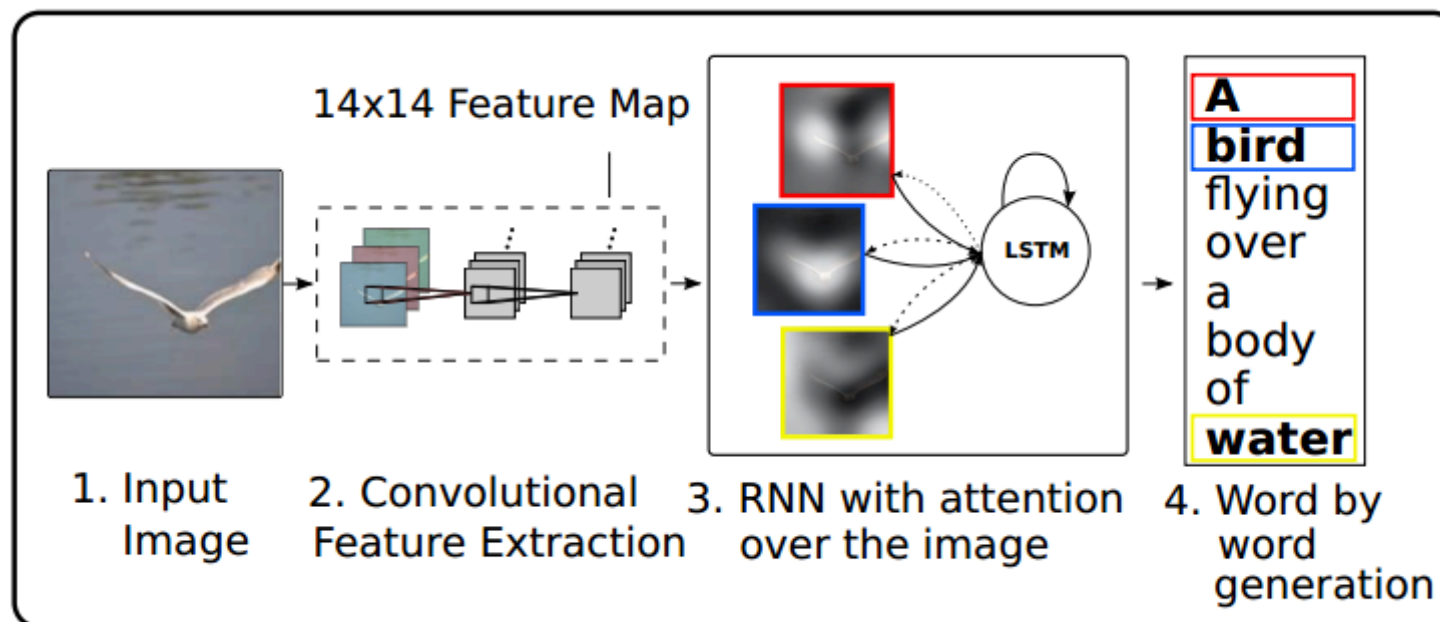 14x14 Feature Map
LSTM
A
bird
flying
over
a
body
of
water
1. Input
Image
2. Convolutional
Feature Extraction
3. RNN with attention
over the image
4. Word by
word
generation